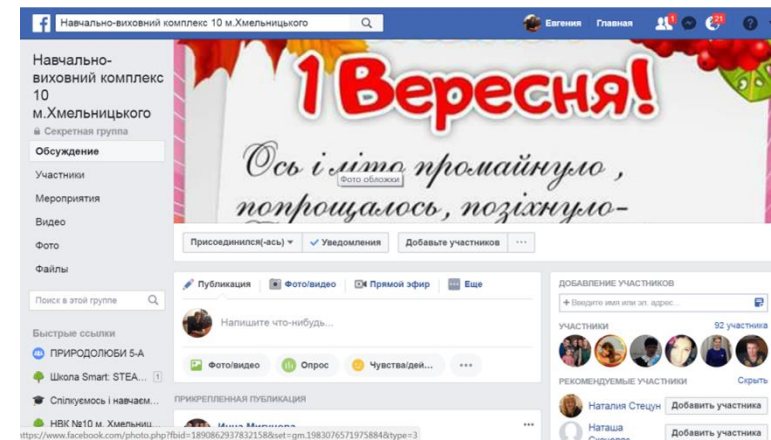 Навчально-виховний комплекс 10 м.Хмельницького
Евгения Главная 1 21
Навчально-
виховний комплекс
10
м.Хмельницького
Секретная группа
Обсуждение
Участники
Мероприятия
Видео
Фото
Файлы
Поиск в этой группе
Быстрые ссылки
ПРИРОДОЛЮБИ 5-А
Школа Smart: STEA... 1
Спілкуємось і навчаєм...
НВК №10 м. Хмельниц...
1 Вересня!
Ось і літо промайнуло ,
Фото обложки
попрощалось, позіхнуло-
Присоединился(-ась) Уведомления Добавьте участников ...
Публикация Фото/видео Прямой эфир Еще
Напишите что-нибудь...
Фото/видео Опрос Чувства/дей... ...
ПРИКРЕПЛЕННАЯ ПУБЛИКАЦИЯ
ДОБАВЛЕНИЕ УЧАСТНИКОВ
+ Введите имя или эл. адрес...
УЧАСТНИКИ 92 участника
РЕКОМЕНДУЕМЫЕ УЧАСТНИКИ Скрыть
Наталия Стецун Добавить участника
Наташа
Добавить участника
ttps://www.facebook.com/photo.php?fbid=1890862937832158&set=gm.1983076571975884&type=3